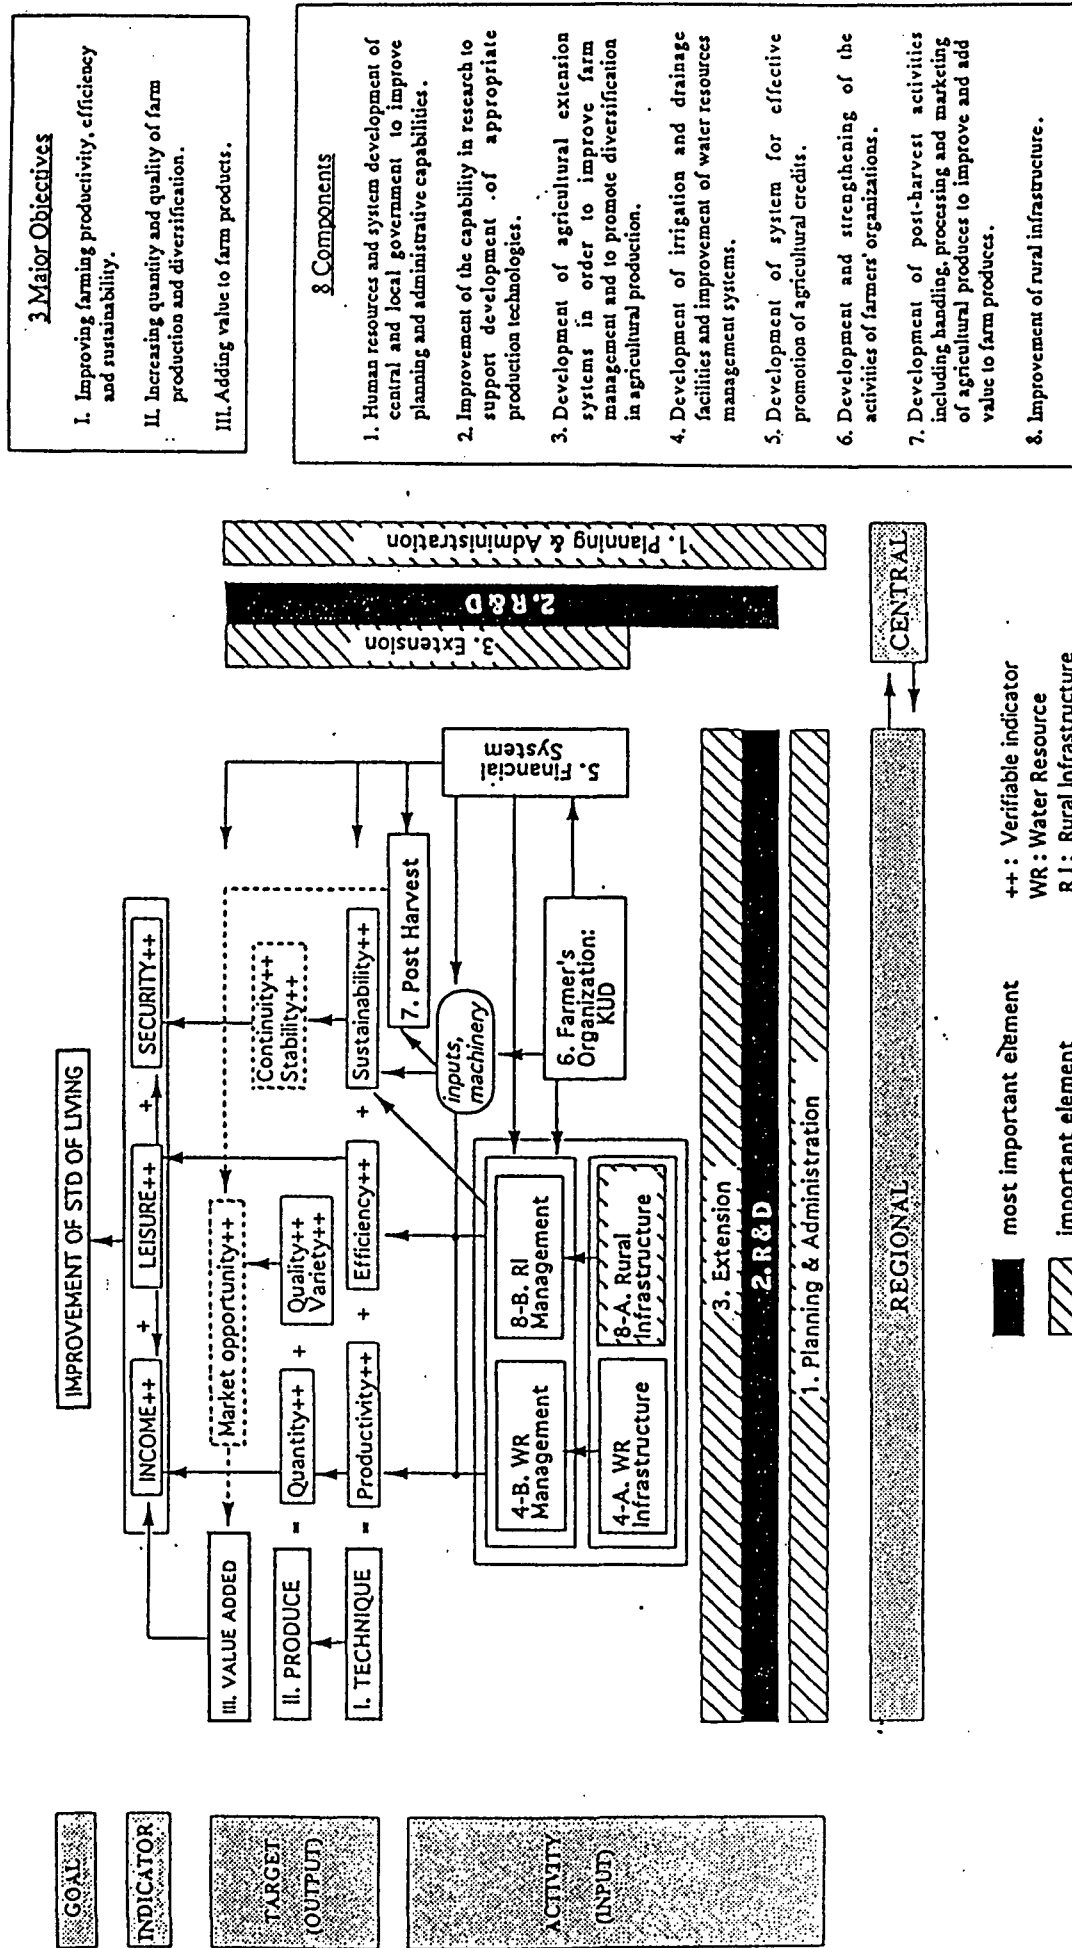 GOAL
INDICATOR
TARGET
(OUTPUT)
ACTIVITY
(INPUT)
IMPROVEMENT OF STD OF LIVING
INCOME++ + LEISURE++ + SECURITY++
III. VALUE ADDED
Market opportunity++
Continuity++
Stability++
II. PRODUCE = Quantity++ + Quality++
Variety++
I. TECHNIQUE = Productivity++ + Efficiency++ + Sustainability++
7. Post Harvest
inputs,
machinery
5. Financial
System
4-B. WR
Management
8-B. RI
Management
6. Farmer's
Organization:
KUD
4-A. WR
Infrastructure
8-A. Rural
Infrastructure
3. Extension
2. R & D
1. Planning & Administration
3. Extension
2. R & D
1. Planning & Administration
REGIONAL
CENTRAL
most important element
important element
++ : Verifiable indicator
WR : Water Resource
R I : Rural Infrastructure
3 Major Objectives
I. Improving farming productivity, efficiency
and sustainability.
II. Increasing quantity and quality of farm
production and diversification.
III. Adding value to farm products.
8 Components
1. Human resources and system development of
central and local government to improve
planning and administrative capabilities.
2. Improvement of the capability in research to
support development of appropriate
production technologies.
3. Development of agricultural extension
systems in order to improve farm
management and to promote diversification
in agricultural production.
4. Development of irrigation and drainage
facilities and improvement of water resources
management systems.
5. Development of system for effective
promotion of agricultural credits.
6. Development and strengthening of the
activities of farmers' organizations.
7. Development of post-harvest activities
including handling, processing and marketing
of agricultural produces to improve and add
value to farm produces.
8. Improvement of rural infrastructure.